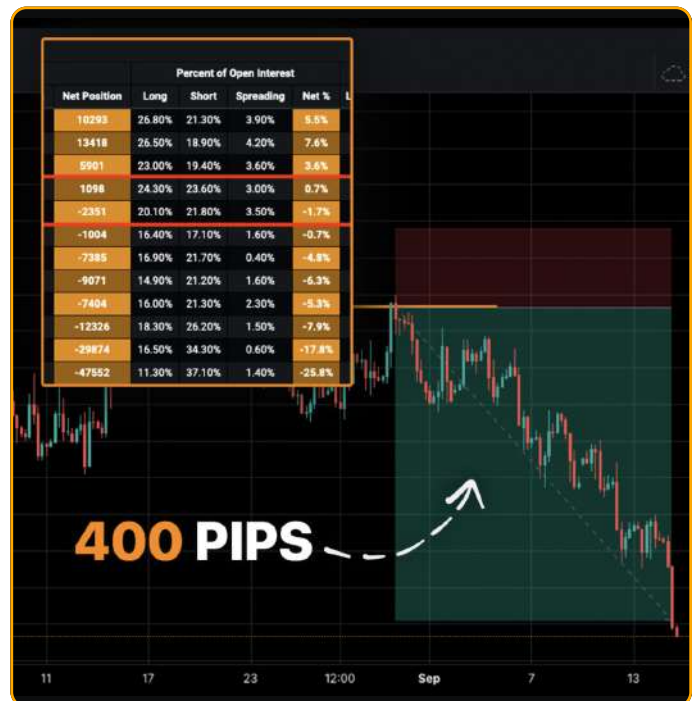 Percent of Open Interest
Net Position Long Short Spreading Net % L
10293 26.80% 21.30% 3.90% 5.5%
13418 26.50% 18.90% 4.20% 7.6%
5901 23.00% 19.40% 3.60% 3.6%
1098 24.30% 23.60% 3.00% 0.7%
-2351 20.10% 21.80% 3.50% -1.7%
-1004 16.40% 17.10% 1.60% -0.7%
-7385 16.90% 21.70% 0.40% -4.8%
-9071 14.90% 21.20% 1.60% -6.3%
-7404 16.00% 21.30% 2.30% -5.3%
-12326 18.30% 26.20% 1.50% -7.9%
-29874 16.50% 34.30% 0.60% -17.8%
-47552 11.30% 37.10% 1.40% -25.8%
400 PIPS
11 17 23 12:00 Sep 7 13